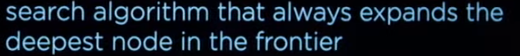 search algorithm that always expands the
deepest node in the frontier